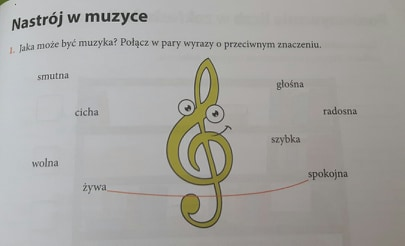 Nastrój w muzyce
1. Jaka może być muzyka? Połącz w pary wyrazy o przeciwnym znaczeniu.
smutna
głośna
cicha
radosna
szybka
wolna
spokojna
żywa